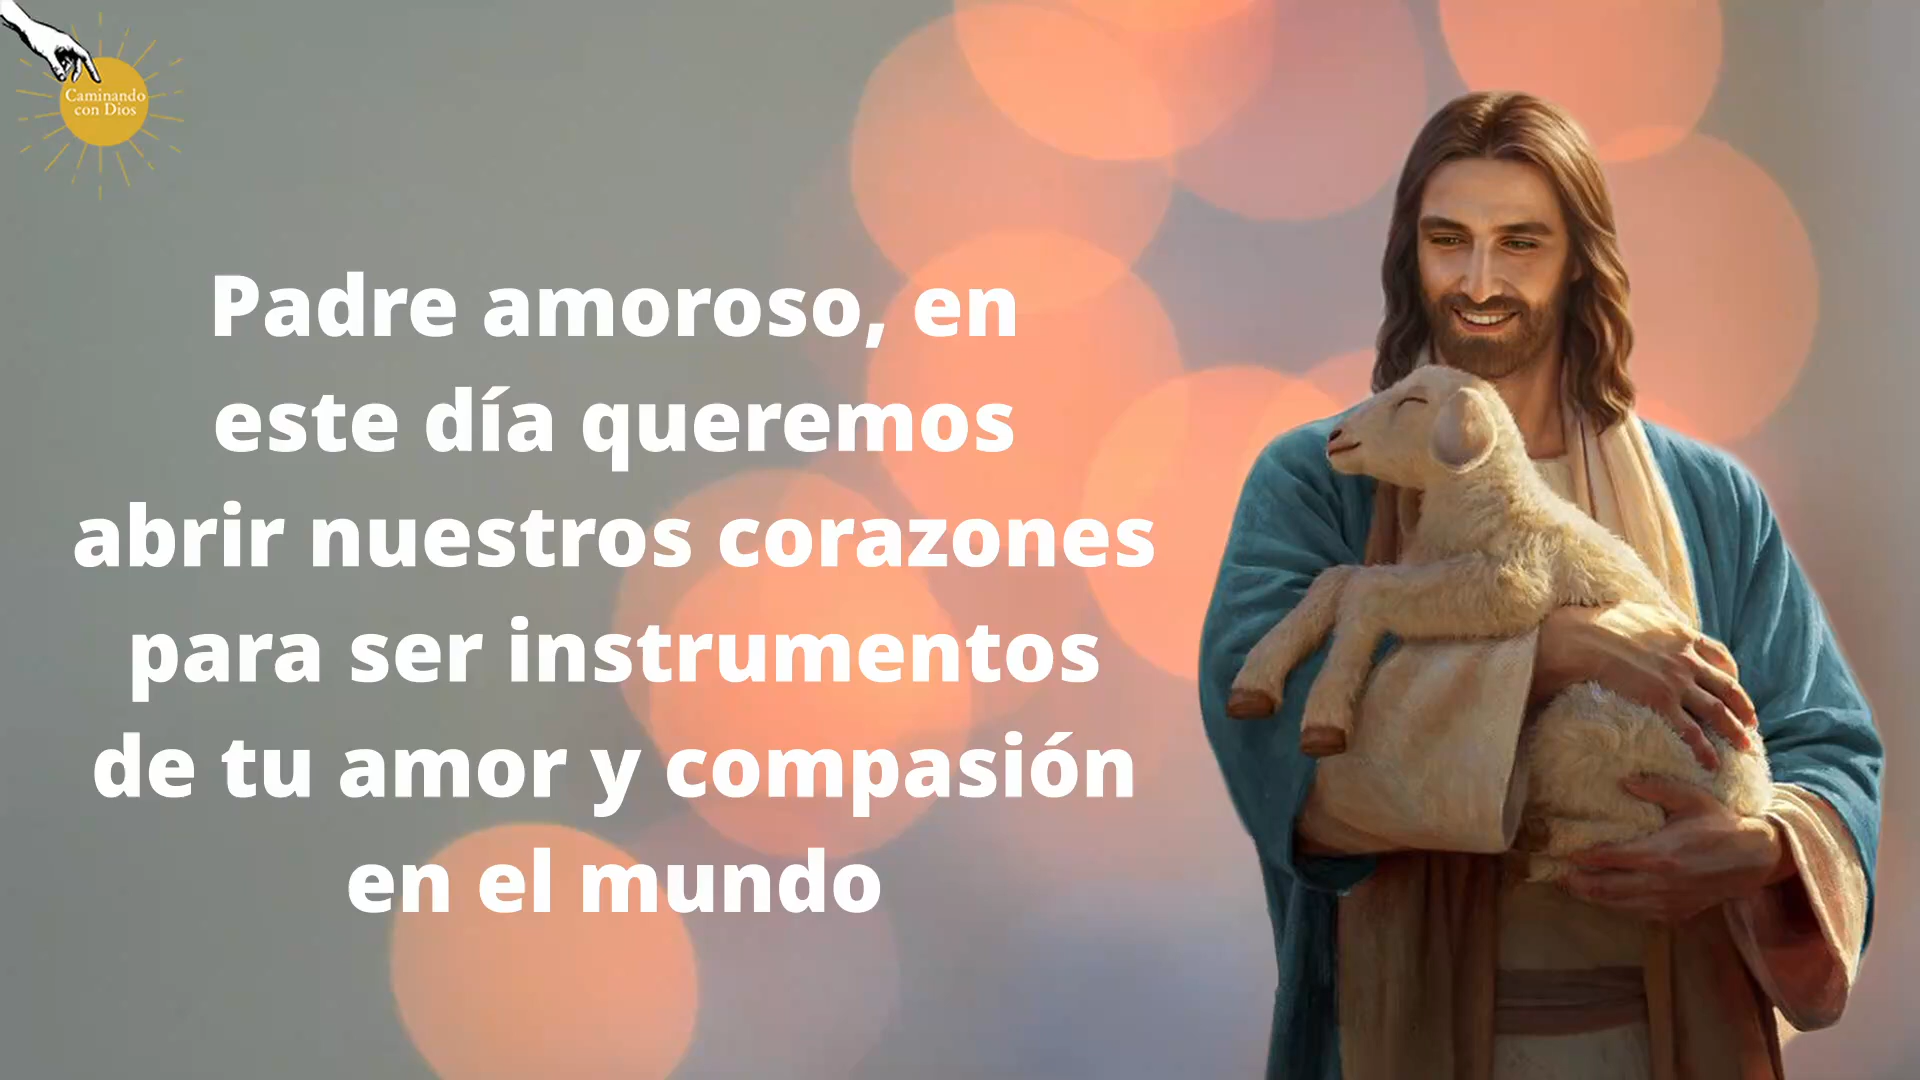 Caminando
con Dios
Padre amoroso, en
este día queremos
abrir nuestros corazones
para ser instrumentos
de tu amor y compasión
en el mundo